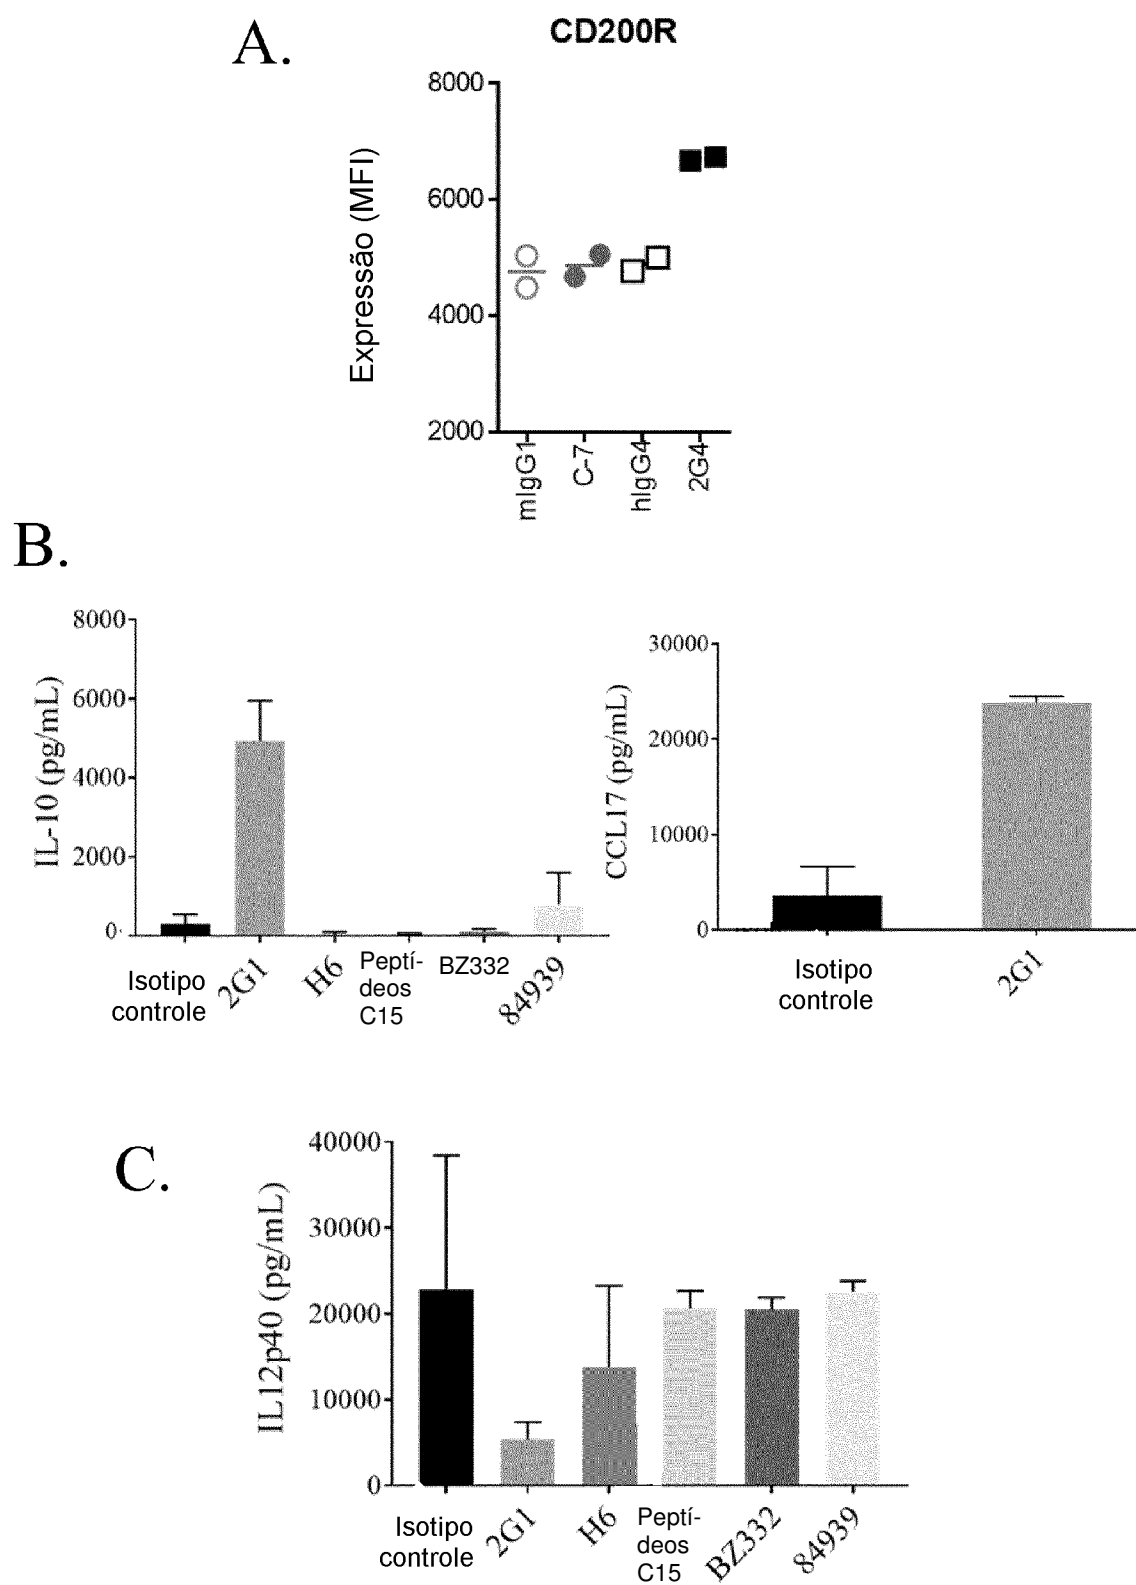 A.
CD200R
Expressão (MFI)
8000
6000
4000
2000
mIgG1
C-7
hIgG4
2G4
B.
IL-10 (pg/mL)
8000
6000
4000
2000
0
Isotipo
controle
2G1
H6
Peptí-
deos
C15
BZ332
84939
CCL17 (pg/mL)
30000
20000
10000
0
Isotipo
controle
2G1
C.
IL12p40 (pg/mL)
40000
30000
20000
10000
0
Isotipo
controle
2G1
H6
Peptí-
deos
C15
BZ332
84939